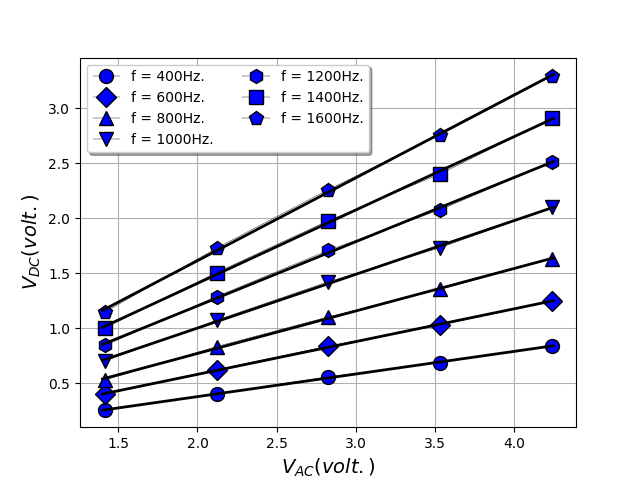 f = 400Hz.
f = 600Hz.
f = 800Hz.
f = 1000Hz.
f = 1200Hz.
f = 1400Hz.
f = 1600Hz.
3.0
2.5
2.0
1.5
1.0
0.5
V_DC(volt.)
1.5 2.0 2.5 3.0 3.5 4.0
V_AC(volt.)